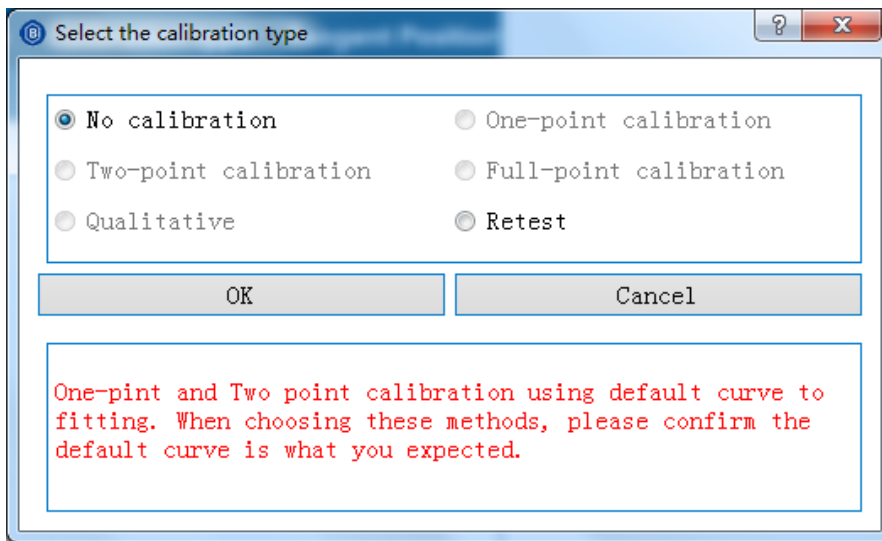 Select the calibration type
No calibration
One-point calibration
Two-point calibration
Full-point calibration
Qualitative
Retest
OK
Cancel
One-pint and Two point calibration using default curve to
fitting. When choosing these methods, please confirm the
default curve is what you expected.